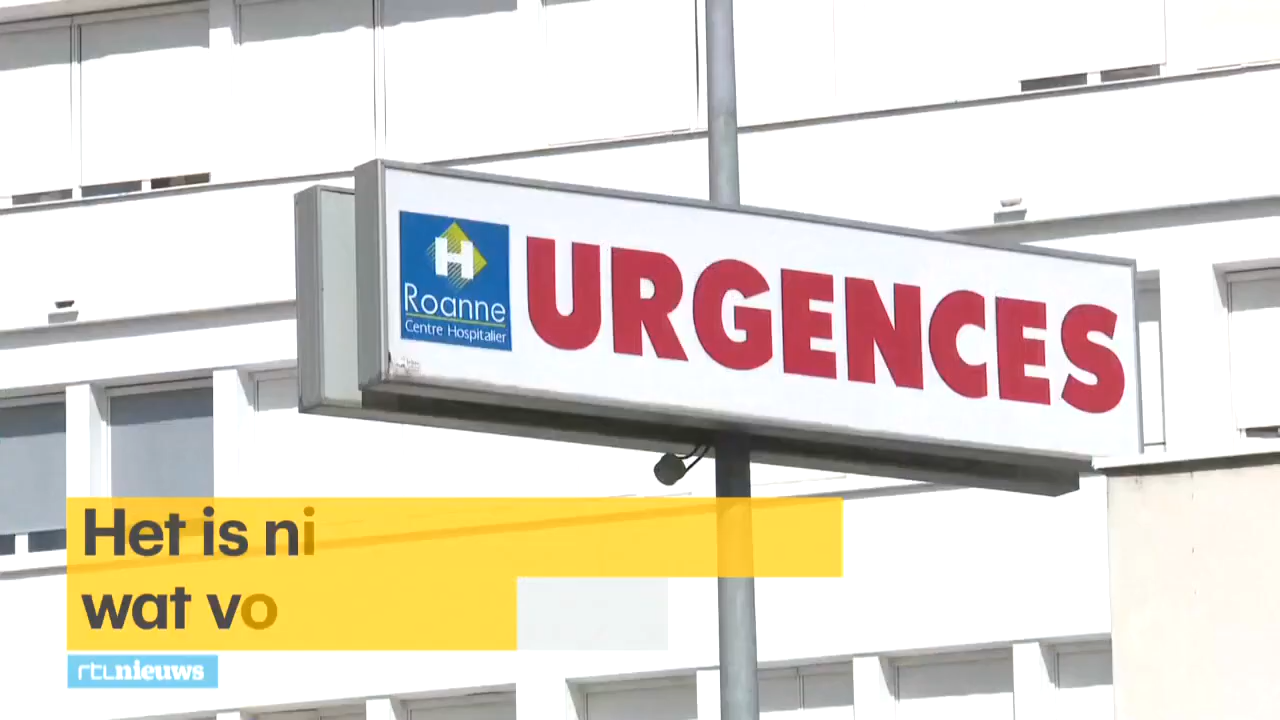 H
Roanne
Centre Hospitalier
URGENCES
Het is ni
wat vo
rtlnieuws